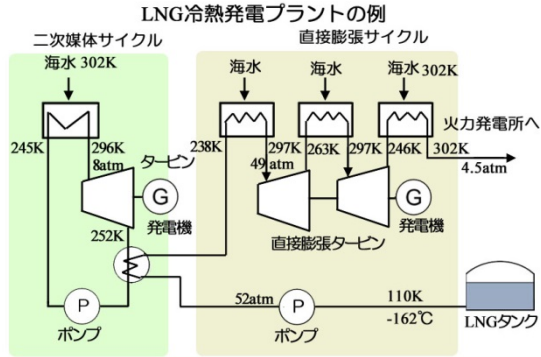 LNG冷熱発電プラントの例
二次媒体サイクル
直接膨張サイクル
海水 302K
海水
海水
海水 302K
火力発電所へ
245K
296K
8atm
タービン
238K
297K
49 atm
263K
297K
246K
302K
4.5atm
G
発電機
G
発電機
252K
直接膨張タービン
P
ポンプ
52atm
P
ポンプ
110K
-162℃
LNGタンク